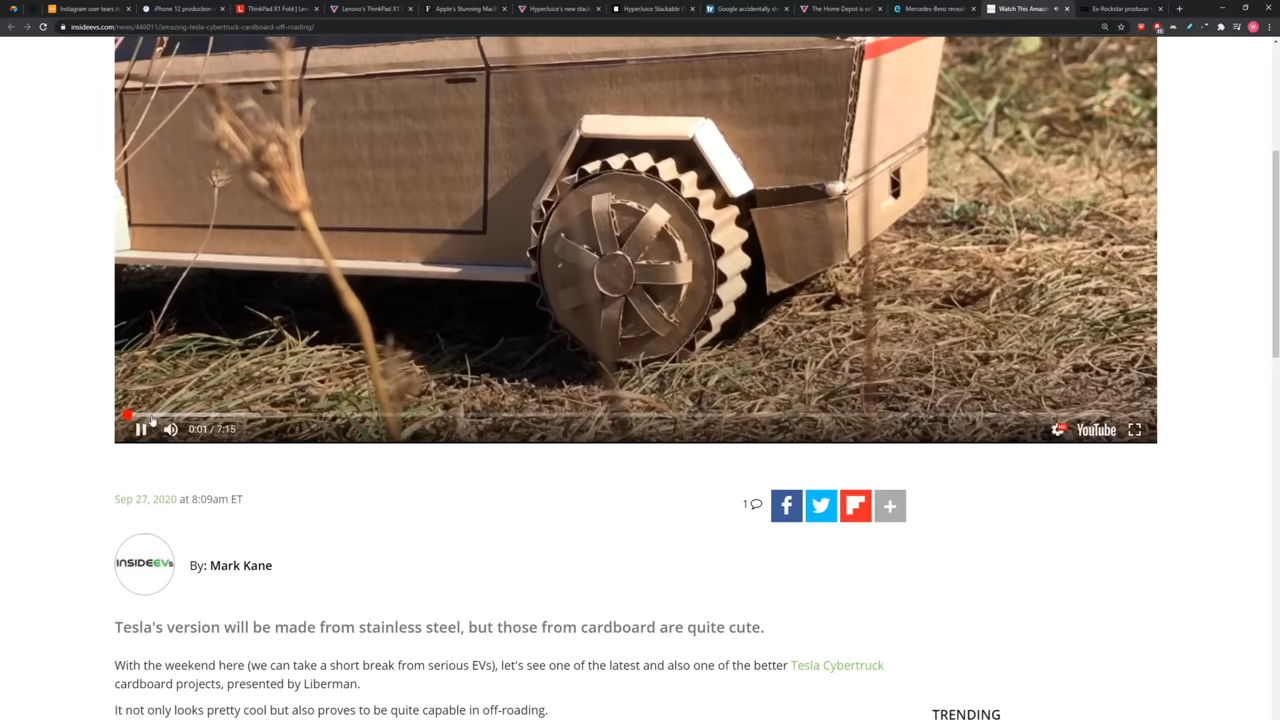 Instagram user tears d
iPhone 12 production
ThinkPad X1 Fold | Len
Lenovo's ThinkPad X1
Apple's Stunning Mac
HyperJuice's new stack
HyperJuice Stackable
Google accidentally sh
The Home Depot is sel
Mercedes-Benz reveal
Watch This Amaz
Ex-Rockstar producer
insideevs.com/news/446011/amazing-tesla-cybertruck-cardboard-off-roading/
0:01 / 7:15
HD
YouTube
Sep 27, 2020 at 8:09am ET
1
INSIDEEVs
By: Mark Kane
Tesla's version will be made from stainless steel, but those from cardboard are quite cute.
With the weekend here (we can take a short break from serious EVs), let's see one of the latest and also one of the better Tesla Cybertruck
cardboard projects, presented by Liberman.
It not only looks pretty cool but also proves to be quite capable in off-roading.
TRENDING